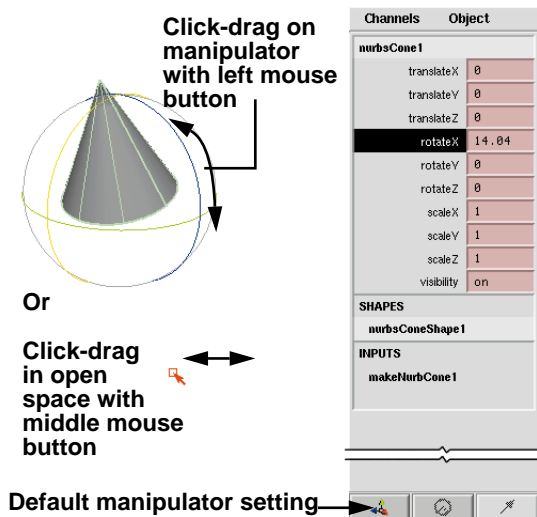 Click-drag on
manipulator
with left mouse
button
Or
Click-drag
in open
space with
middle mouse
button
Default manipulator setting
Channels Object
nurbsCone1
translateX 0
translateY 0
translateZ 0
rotateX 14.04
rotateY 0
rotateZ 0
scaleX 1
scaleY 1
scaleZ 1
visibility on
SHAPES
nurbsConeShape1
INPUTS
makeNurbCone1